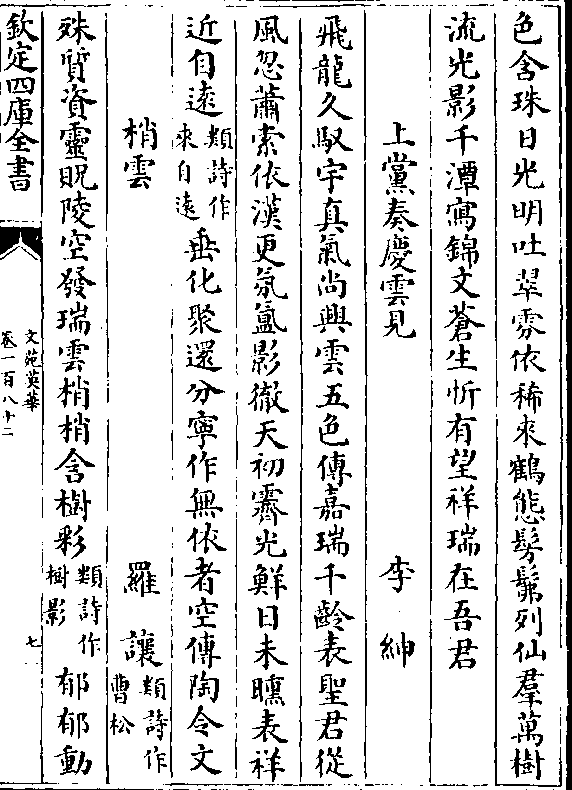 色含珠日光明吐翠雰依稀來鶴態髣髴列仙羣萬樹
流光影千潭寫錦文蒼生忻有望祥瑞在吾君
上黨奏慶雲見 李紳
飛龍久馭宇真氣尚興雲五色傳嘉瑞千齡表聖君從
風忽蕭索依漢更氛氳影徹天初霽光鮮日未曛表祥
近自遠類詩作來自遠垂化聚還分寧作無依者空傳陶令文
梢雲 羅讓類詩作曹松
殊質資靈貺陵空發瑞雲梢梢含樹彩類詩作樹影郁郁動
欽定四庫全書
文苑英華
卷一百八十二
七